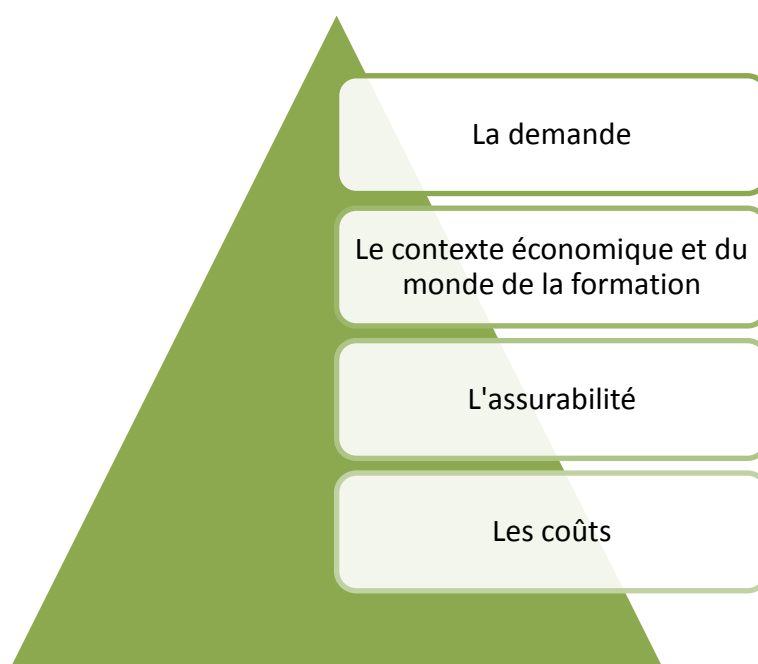 La demande
Le contexte économique et du
monde de la formation
L'assurabilité
Les coûts